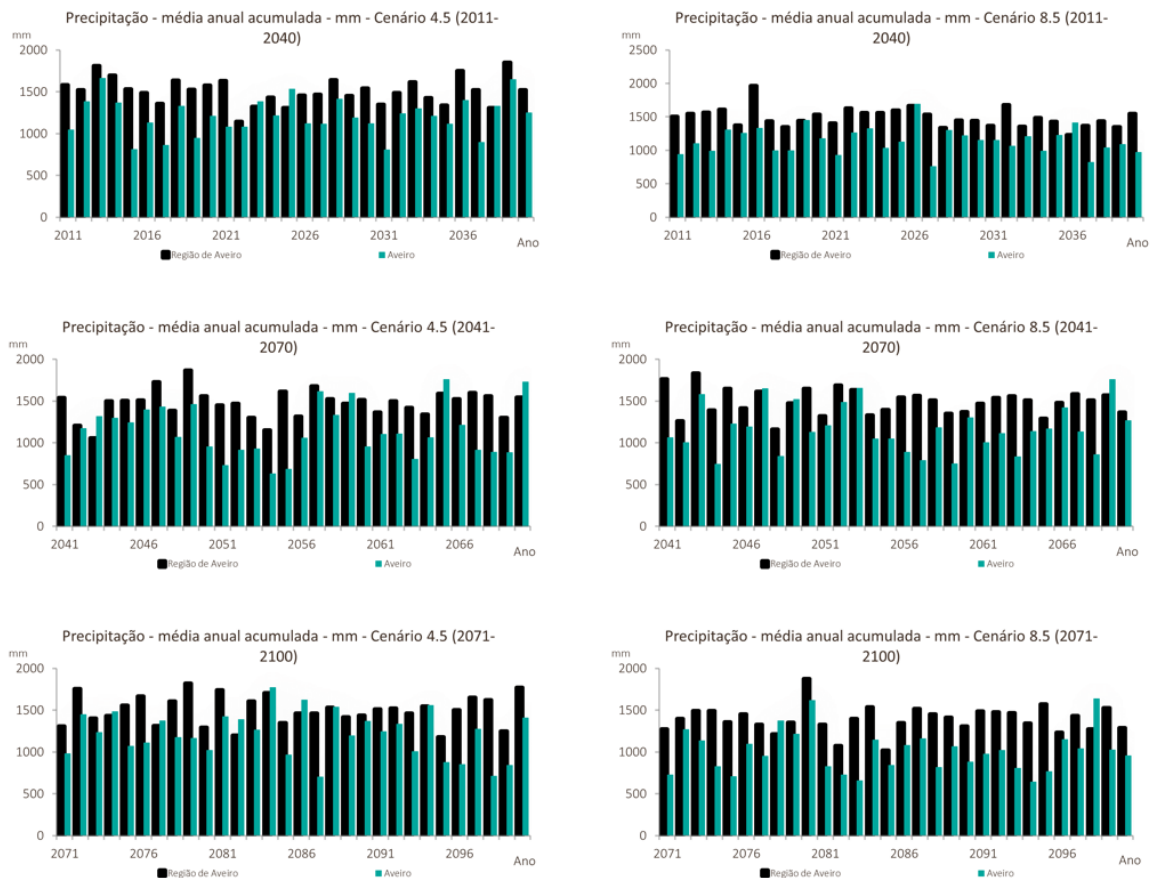 Precipitação - média anual acumulada - mm - Cenário 4.5 (2011-
2040)
mm
2000
1500
1000
500
0
2011 2016 2021 2026 2031 2036 Ano
Região de Aveiro Aveiro
Precipitação - média anual acumulada - mm - Cenário 8.5 (2011-
2040)
mm
2500
2000
1500
1000
500
0
2011 2016 2021 2026 2031 2036 Ano
Região de Aveiro Aveiro
Precipitação - média anual acumulada - mm - Cenário 4.5 (2041-
2070)
mm
2000
1500
1000
500
0
2041 2046 2051 2056 2061 2066 Ano
Região de Aveiro Aveiro
Precipitação - média anual acumulada - mm - Cenário 8.5 (2041-
2070)
mm
2000
1500
1000
500
0
2041 2046 2051 2056 2061 2066 Ano
Região de Aveiro Aveiro
Precipitação - média anual acumulada - mm - Cenário 4.5 (2071-
2100)
mm
2000
1500
1000
500
0
2071 2076 2081 2086 2091 2096 Ano
Região de Aveiro Aveiro
Precipitação - média anual acumulada - mm - Cenário 8.5 (2071-
2100)
mm
2000
1500
1000
500
0
2071 2076 2081 2086 2091 2096 Ano
Região de Aveiro Aveiro